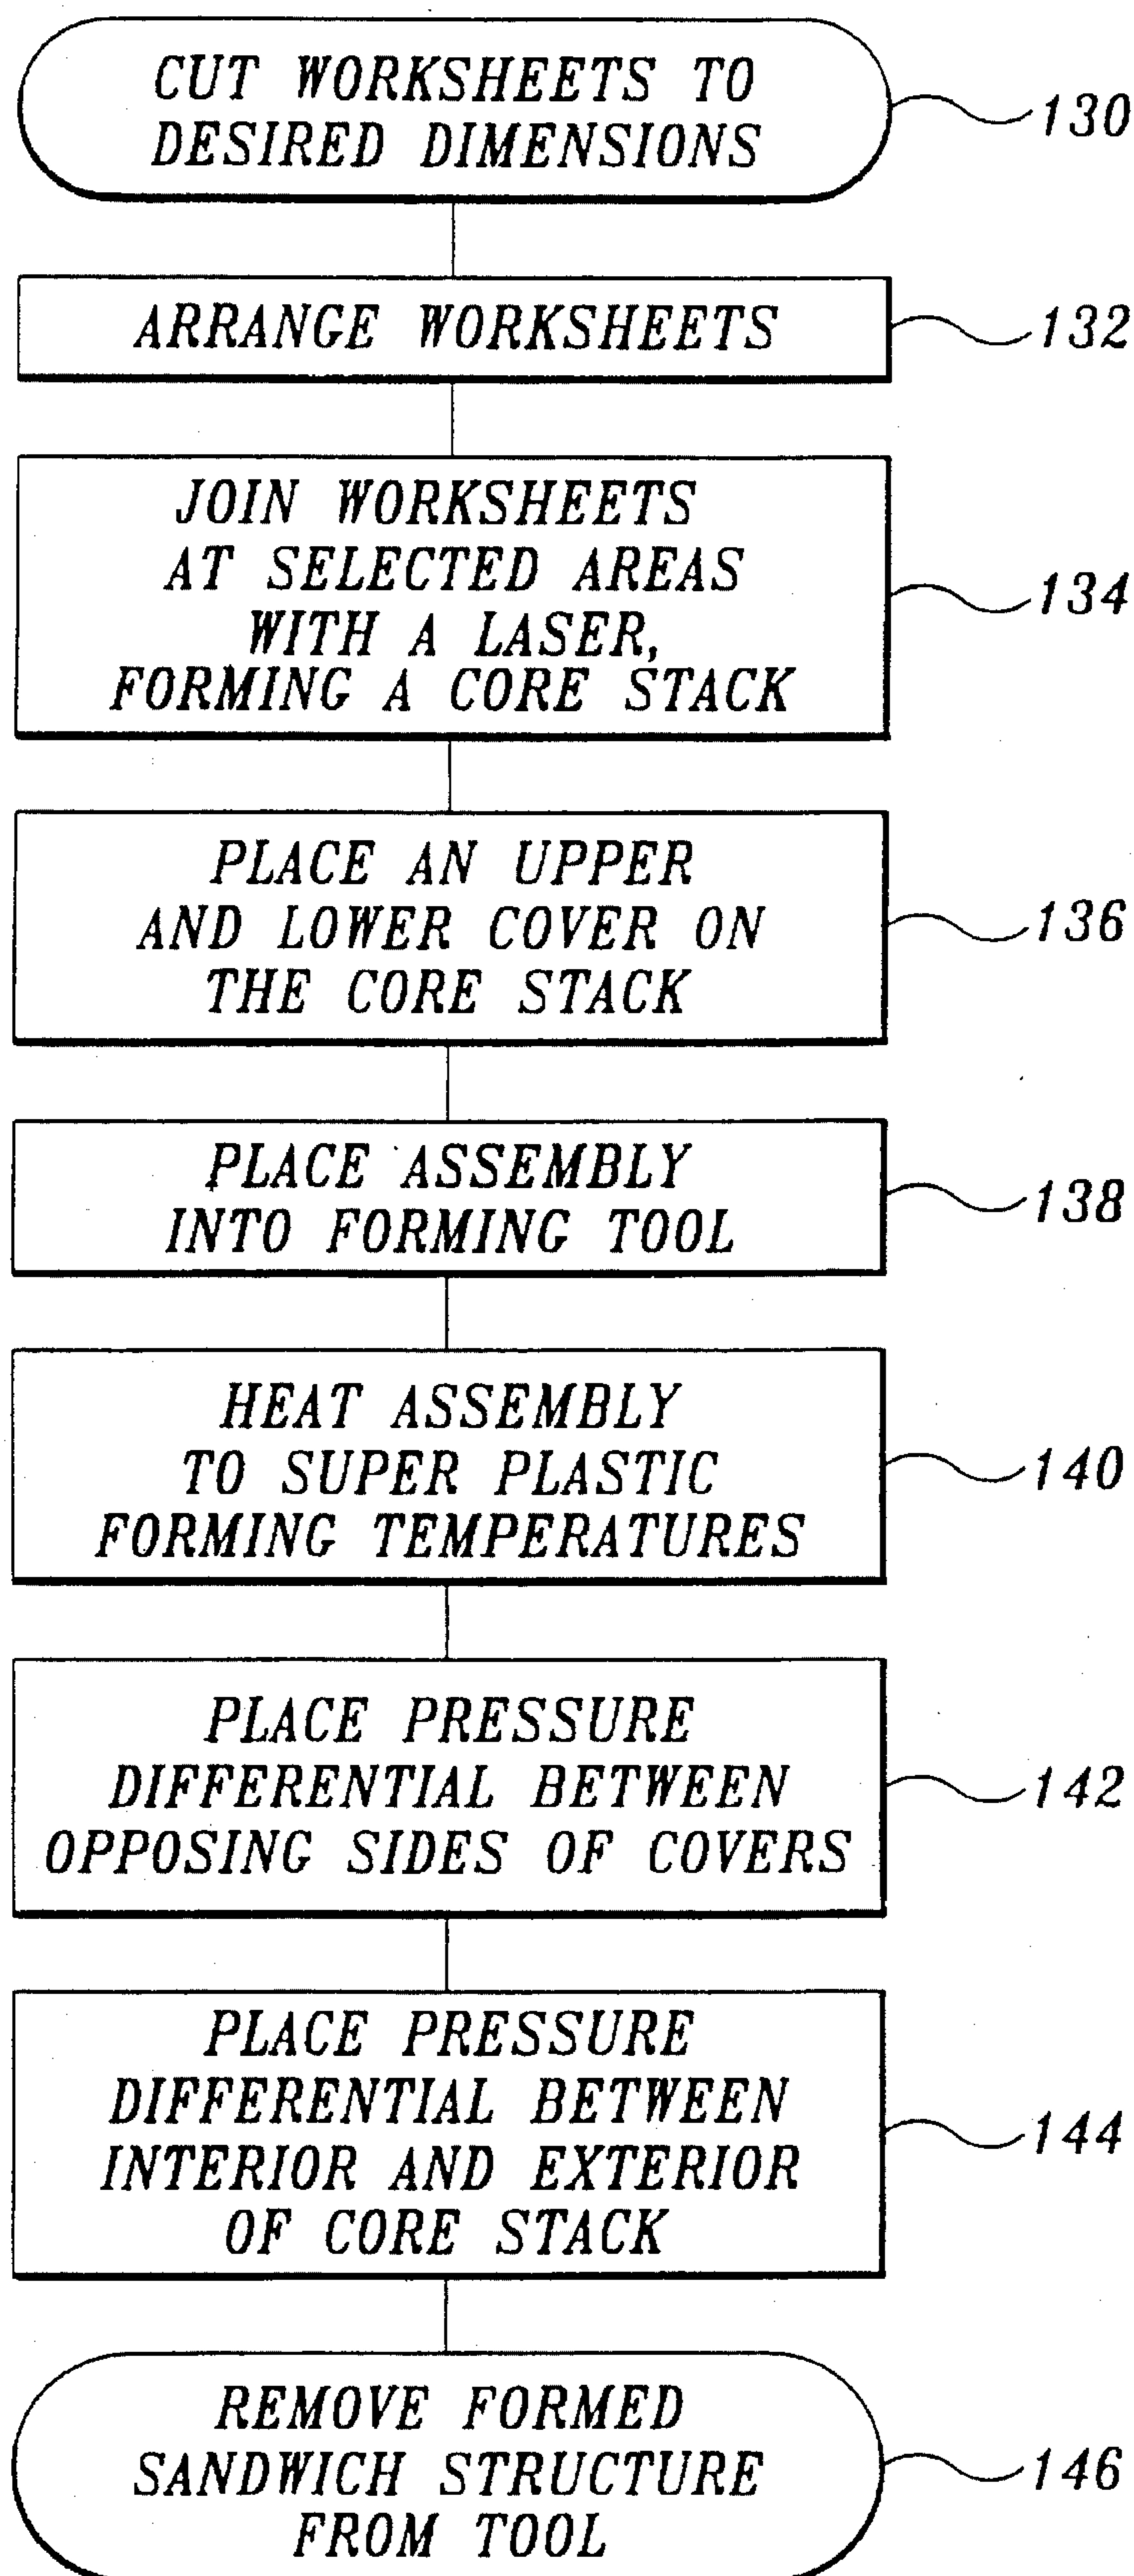 CUT WORKSHEETS TO
DESIRED DIMENSIONS
130
ARRANGE WORKSHEETS
132
JOIN WORKSHEETS
AT SELECTED AREAS
WITH A LASER,
FORMING A CORE STACK
134
PLACE AN UPPER
AND LOWER COVER ON
THE CORE STACK
136
PLACE ASSEMBLY
INTO FORMING TOOL
138
HEAT ASSEMBLY
TO SUPER PLASTIC
FORMING TEMPERATURES
140
PLACE PRESSURE
DIFFERENTIAL BETWEEN
OPPOSING SIDES OF COVERS
142
PLACE PRESSURE
DIFFERENTIAL BETWEEN
INTERIOR AND EXTERIOR
OF CORE STACK
144
REMOVE FORMED
SANDWICH STRUCTURE
FROM TOOL
146